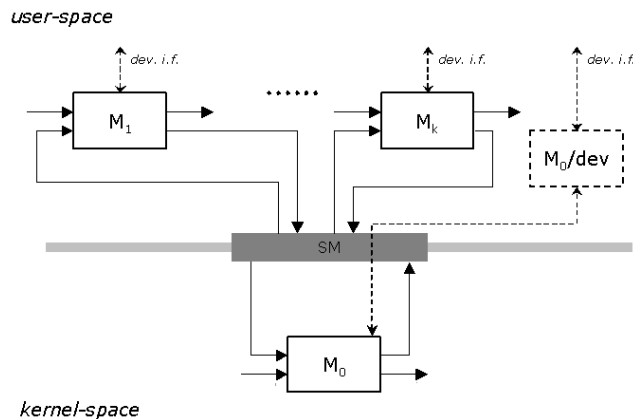 user-space
dev. i.f.
dev. i.f.
dev. i.f.
M₁
......
Mₖ
M₀/dev
SM
M₀
kernel-space